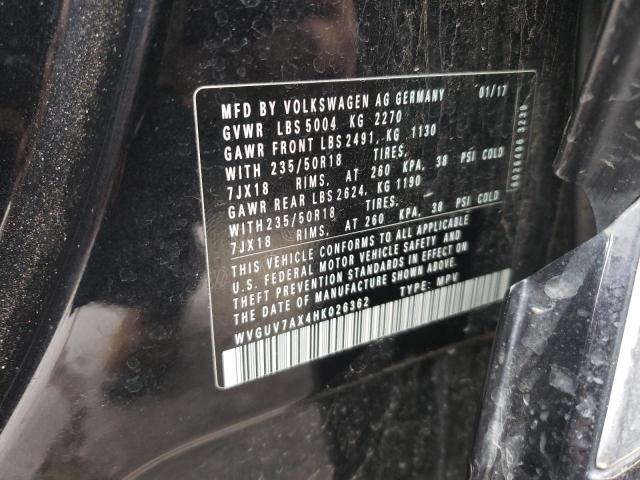 MFD BY VOLKSWAGEN AG GERMANY 01/17
GVWR LBS 5004 KG 2270
GAWR FRONT LBS 2491, KG 1130
WITH 235/50R18 TIRES,
7JX18 RIMS, AT 260 KPA, 38 PSI COLD
GAWR REAR LBS 2624, KG 1190
WITH 235/50R18 TIRES,
7JX18 RIMS, AT 260 KPA, 38 PSI COLD
THIS VEHICLE CONFORMS TO ALL APPLICABLE
U.S. FEDERAL MOTOR VEHICLE SAFETY AND
THEFT PREVENTION STANDARDS IN EFFECT ON
THE DATE OF MANUFACTURE SHOWN ABOVE.
WVGUV7AX4HK026362 TYPE: MPV